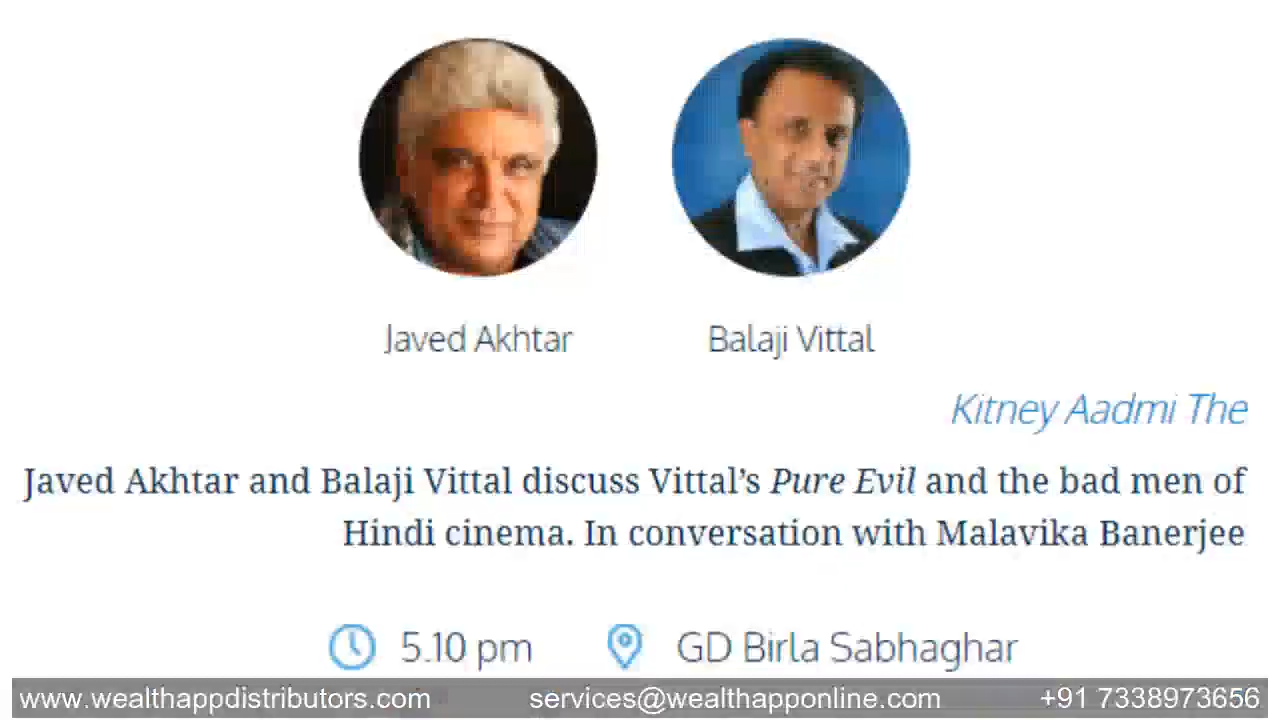 Javed Akhtar
Balaji Vittal
Kitney Aadmi The
Javed Akhtar and Balaji Vittal discuss Vittal’s Pure Evil and the bad men of
Hindi cinema. In conversation with Malavika Banerjee
5.10 pm
GD Birla Sabhaghar
www.wealthappdistributors.com services@wealthapponline.com +91 7338973656